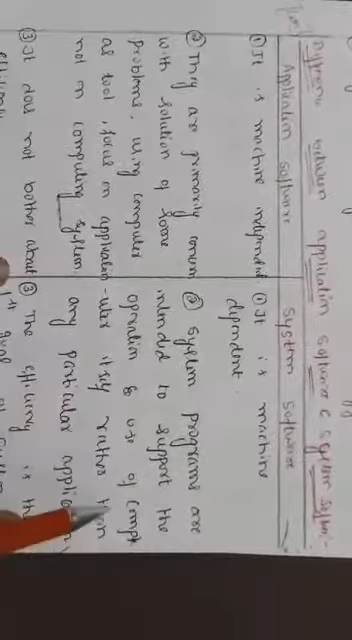 Difference between application software & system software
Application software
System software
① It is machine independ
① It is machine
dependent.
② They are primarily concern
with solution of some
problems, using computer
as tool, focus on application
not on computing system.
② System programs are
intended to support the
operation & use of comput
-uter itself rather than
any particular application
③ It does not bother about
③ The efficiency is the